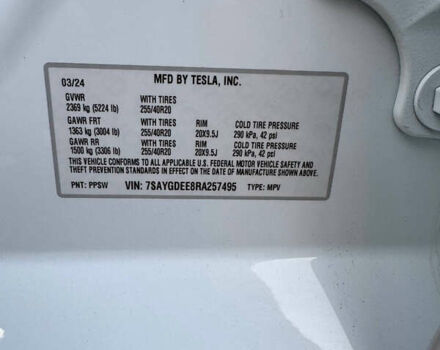 03/24 MFD BY TESLA, INC.
GVWR WITH TIRES
2369 kg (5224 lb) 255/40R20
GAWR FRT WITH TIRES RIM COLD TIRE PRESSURE
1363 kg (3004 lb) 255/40R20 20X9.5J 290 kPa, 42 psi
GAWR RR WITH TIRES RIM COLD TIRE PRESSURE
1500 kg (3306 lb) 255/40R20 20X9.5J 290 kPa, 42 psi
THIS VEHICLE CONFORMS TO ALL APPLICABLE U.S. FEDERAL MOTOR VEHICLE SAFETY AND
THEFT PREVENTION STANDARDS IN EFFECT ON THE DATE OF MANUFACTURE SHOWN ABOVE.
PNT: PPSW VIN: 7SAYGDEE8RA257495 TYPE: MPV